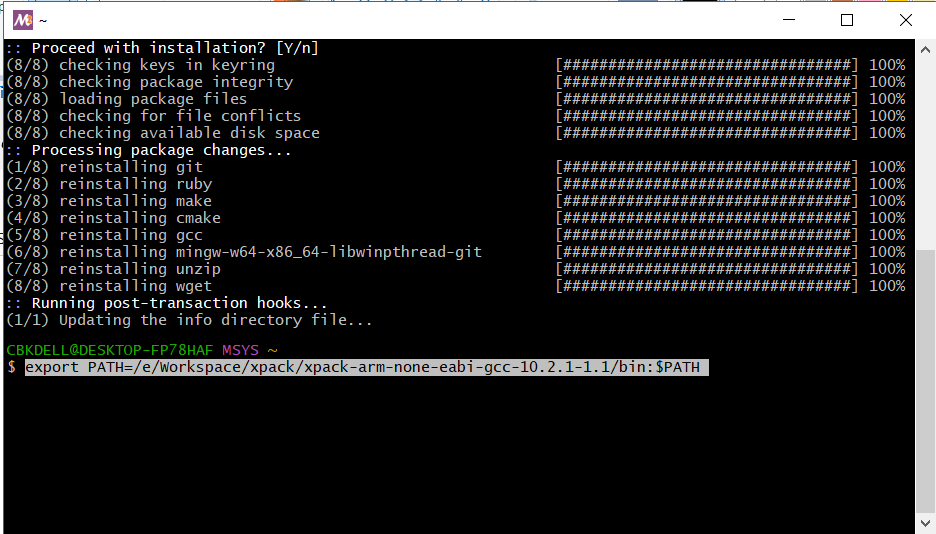 ~
:: Proceed with installation? [Y/n]
(8/8) checking keys in keyring [################################] 100%
(8/8) checking package integrity [################################] 100%
(8/8) loading package files [################################] 100%
(8/8) checking for file conflicts [################################] 100%
(8/8) checking available disk space [################################] 100%
:: Processing package changes...
(1/8) reinstalling git [################################] 100%
(2/8) reinstalling ruby [################################] 100%
(3/8) reinstalling make [################################] 100%
(4/8) reinstalling cmake [################################] 100%
(5/8) reinstalling gcc [################################] 100%
(6/8) reinstalling mingw-w64-x86_64-libwinpthread-git [################################] 100%
(7/8) reinstalling unzip [################################] 100%
(8/8) reinstalling wget [################################] 100%
:: Running post-transaction hooks...
(1/1) Updating the info directory file...
CBKDELL@DESKTOP-FP78HAF MSYS ~
$ export PATH=/e/Workspace/xpack/xpack-arm-none-eabi-gcc-10.2.1-1.1/bin:$PATH